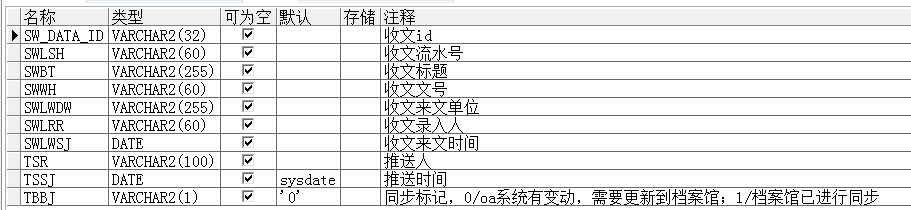 名称 类型 可为空 默认 存储 注释
SW_DATA_ID VARCHAR2(32) 收文id
SWLSH VARCHAR2(60) 收文流水号
SWBT VARCHAR2(255) 收文标题
SWWH VARCHAR2(60) 收文文号
SWLWDW VARCHAR2(255) 收文来文单位
SWLRR VARCHAR2(60) 收文录入人
SWLWSJ DATE 收文来文时间
TSR VARCHAR2(100) 推送人
TSSJ DATE sysdate 推送时间
TBBJ VARCHAR2(1) '0' 同步标记，0/oa系统有变动，需要更新到档案馆；1/档案馆已进行同步